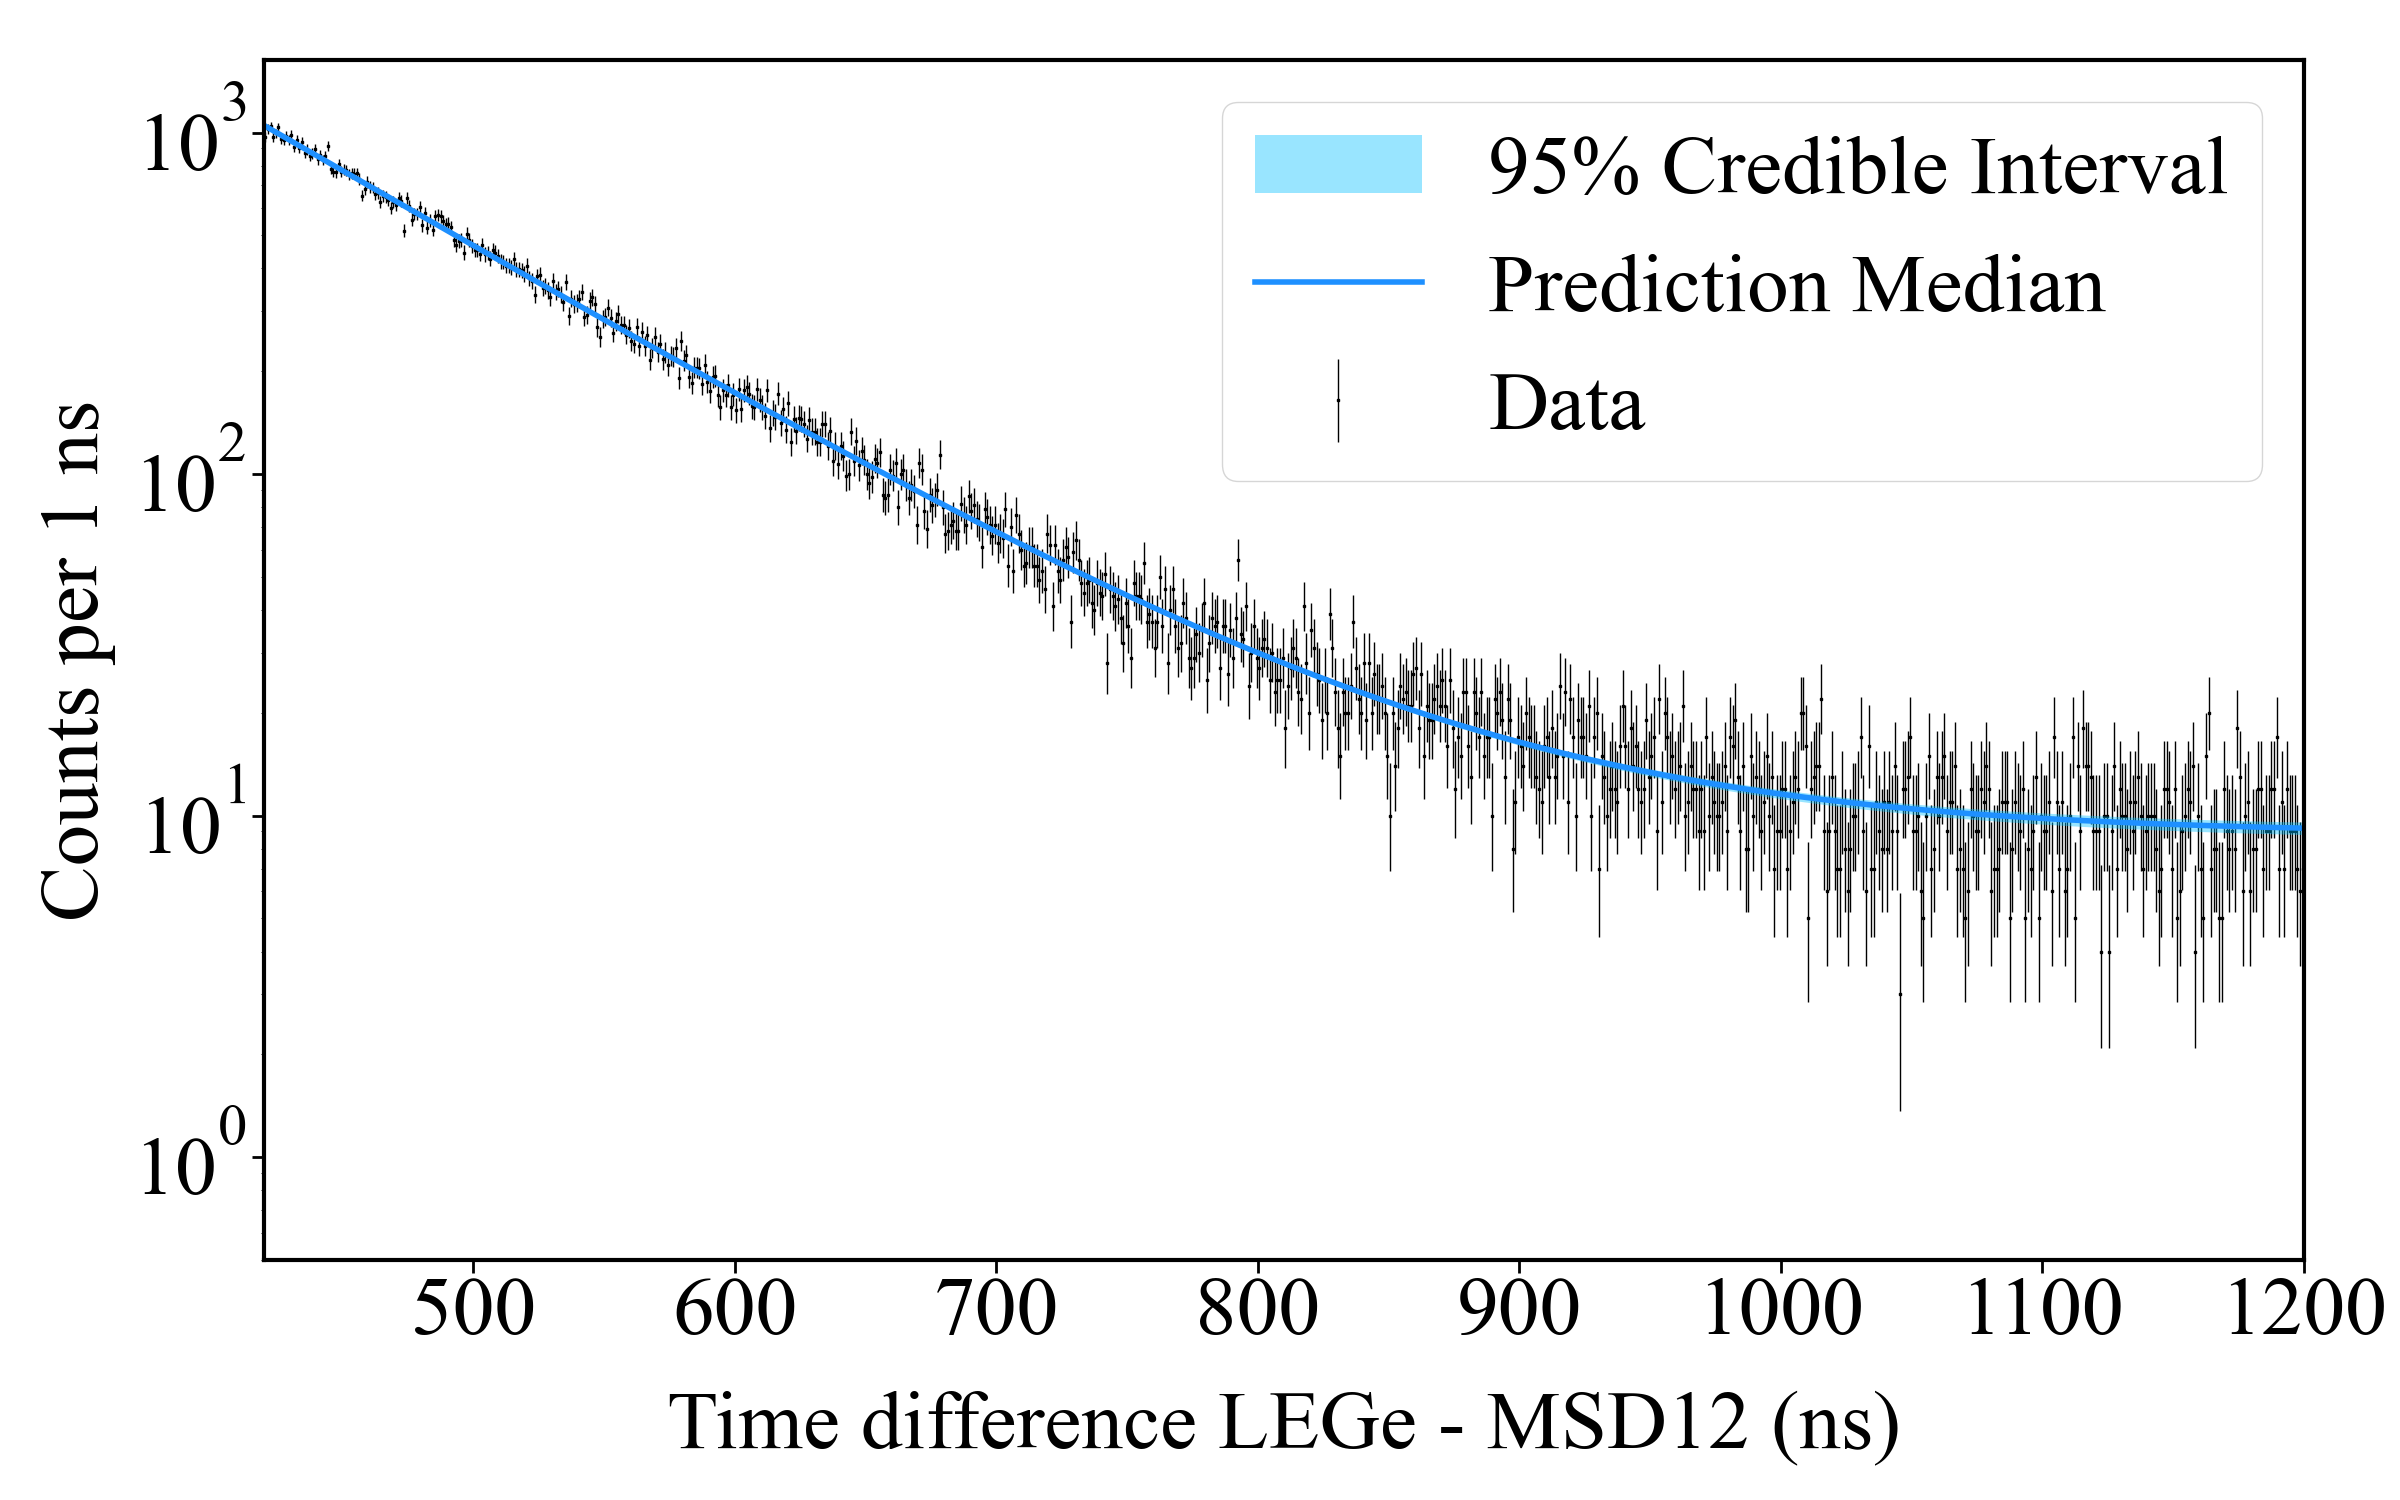 95% Credible Interval
Prediction Median
Data
Counts per 1 ns
10^3
10^2
10^1
10^0
500 600 700 800 900 1000 1100 1200
Time difference LEGe - MSD12 (ns)